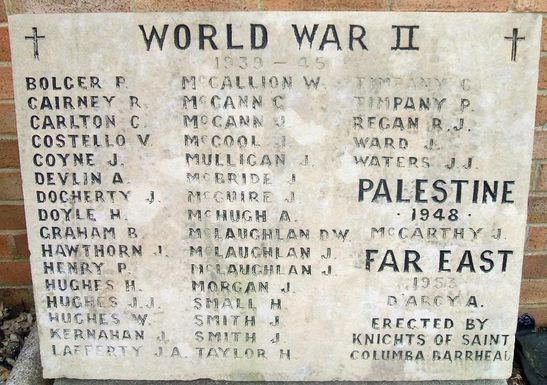 WORLD WAR II
1939 - 45
BOLGER P.
CAIRNEY R.
CARLTON C.
COSTELLO V.
COYNE J.
DEVLIN A.
DOCHERTY J.
DOYLE H.
GRAHAM B.
HAWTHORN J.
HENRY P.
HUGHES H.
HUGHES J.J.
HUGHES W.
KERNAHAN J.
LAFFERTY J.A.
McCALLION W.
McCANN C.
McCANN J.
McCOOL J.
MULLIGAN J.
McBRIDE J.
McGUIRE J.
McHUGH A.
McLAUGHLAN D.W.
McLAUGHLAN J.
McLAUGHLAN J.
MORGAN J.
SMALL H.
SMITH J.
SMITH J.
TAYLOR H.
TIMPANY C.
TIMPANY P.
REGAN R.J.
WARD J.
WATERS J.J.
PALESTINE
· 1948 ·
McCARTHY J.
FAR EAST
1953
D'ARCY A.
ERECTED BY
KNIGHTS OF SAINT
COLUMBA BARRHEAD